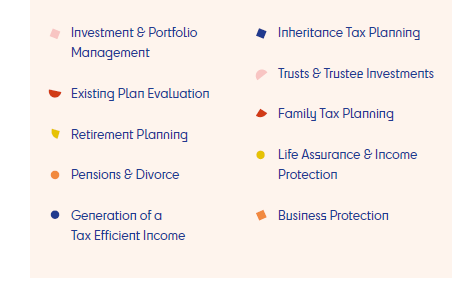 Investment & Portfolio
Management
Existing Plan Evaluation
Retirement Planning
Pensions & Divorce
Generation of a
Tax Efficient Income
Inheritance Tax Planning
Trusts & Trustee Investments
Family Tax Planning
Life Assurance & Income
Protection
Business Protection